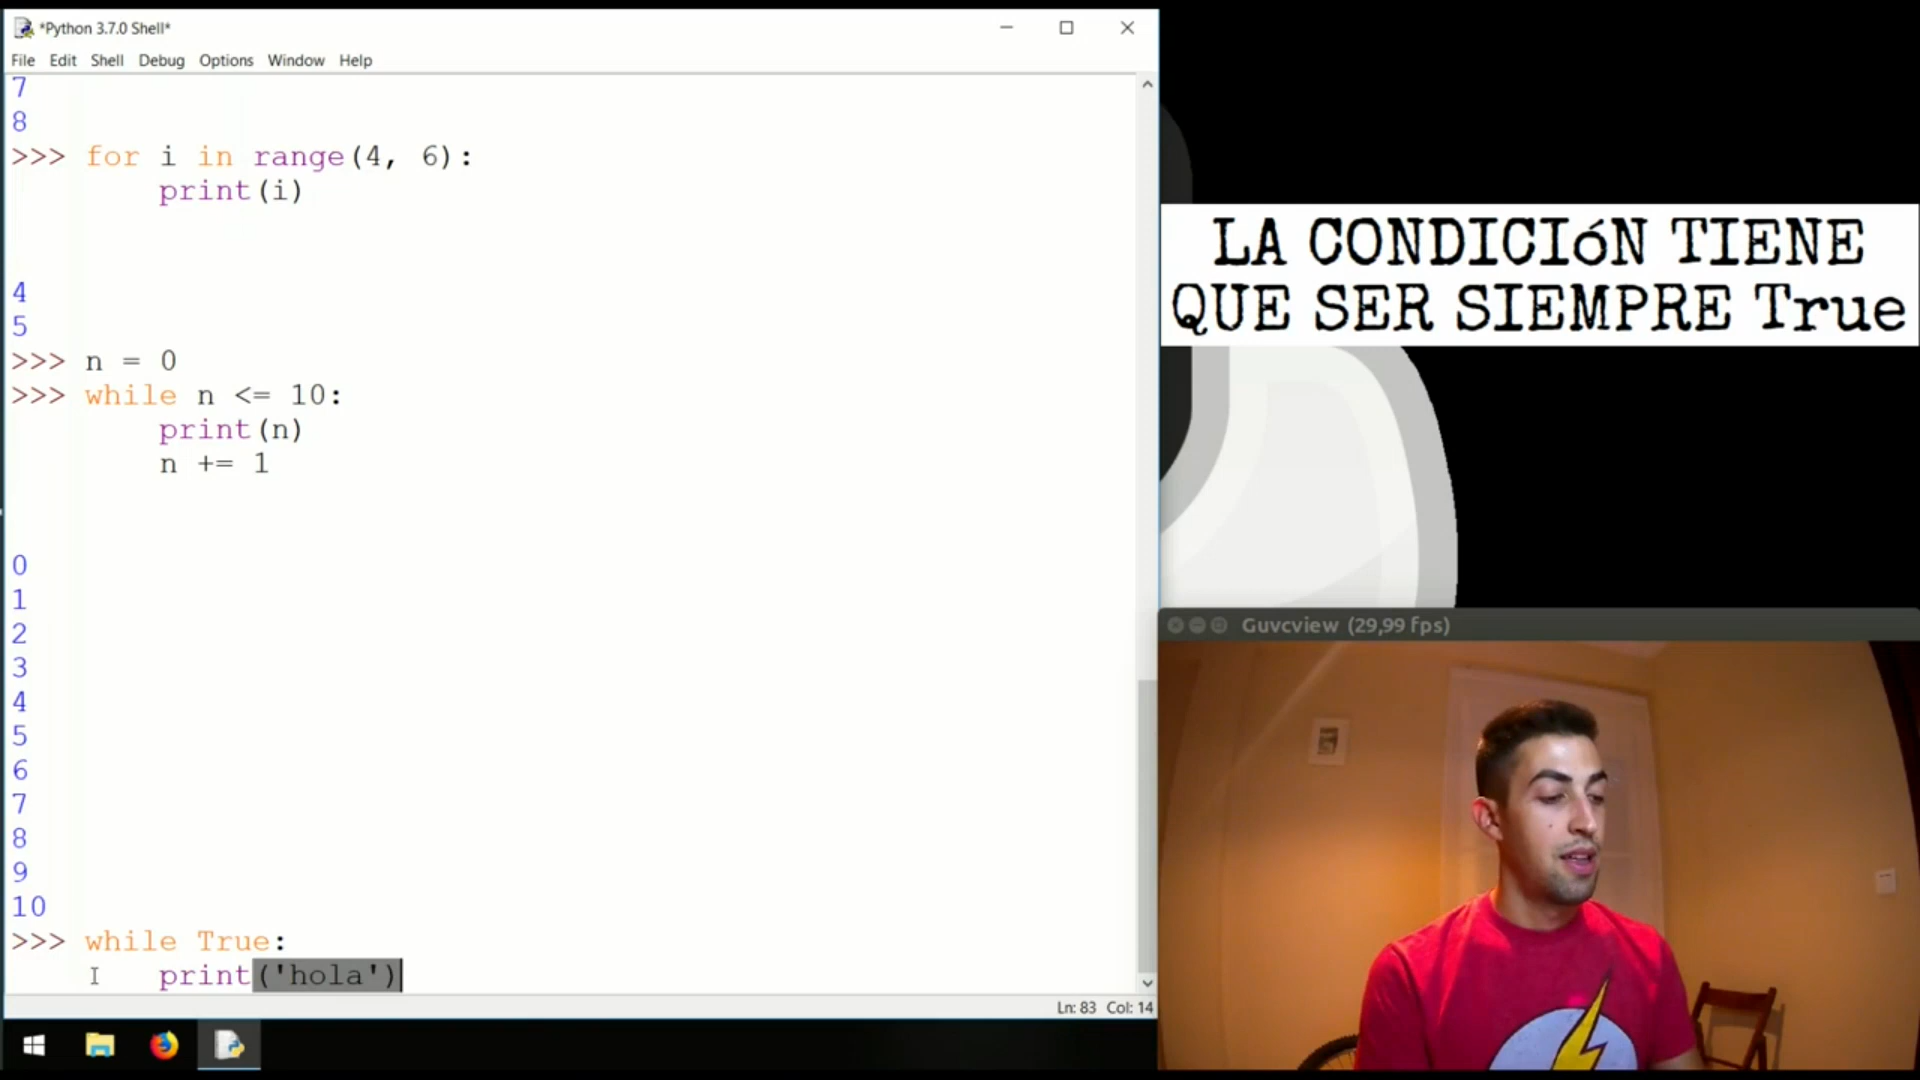 *Python 3.7.0 Shell*
File Edit Shell Debug Options Window Help
7
8
>>> for i in range(4, 6):
print(i)
4
5
>>> n = 0
>>> while n <= 10:
print(n)
n += 1
0
1
2
3
4
5
6
7
8
9
10
>>> while True:
print('hola')
Ln: 83 Col: 14
LA CONDICIóN TIENE
QUE SER SIEMPRE True
Guvcview (29,99 fps)